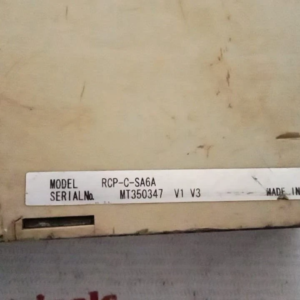 MODEL RCP-C-SA6A
SERIALNo. MT350347 V1 V3
MADE IN